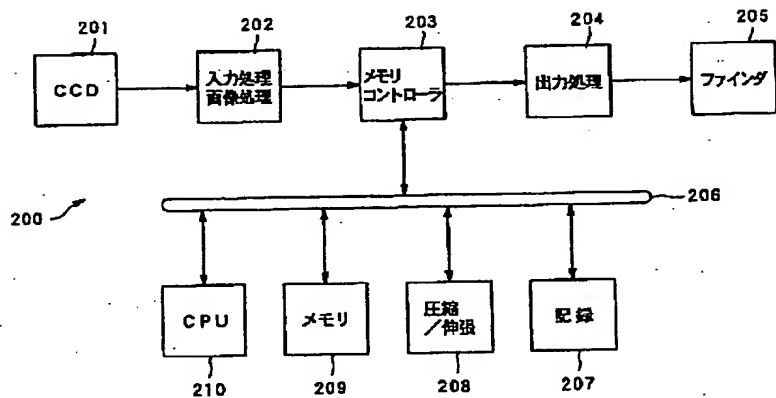 201
202
203
204
205
CCD
入力処理
画像処理
メモリ
コントローラ
出力処理
ファインダ
206
200
CPU
メモリ
圧縮
/伸張
記録
210
209
208
207